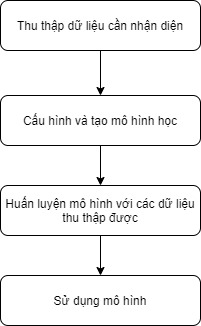 Thu thập dữ liệu cần nhận diện
Cấu hình và tạo mô hình học
Huấn luyện mô hình với các dữ liệu
thu thập được
Sử dụng mô hình